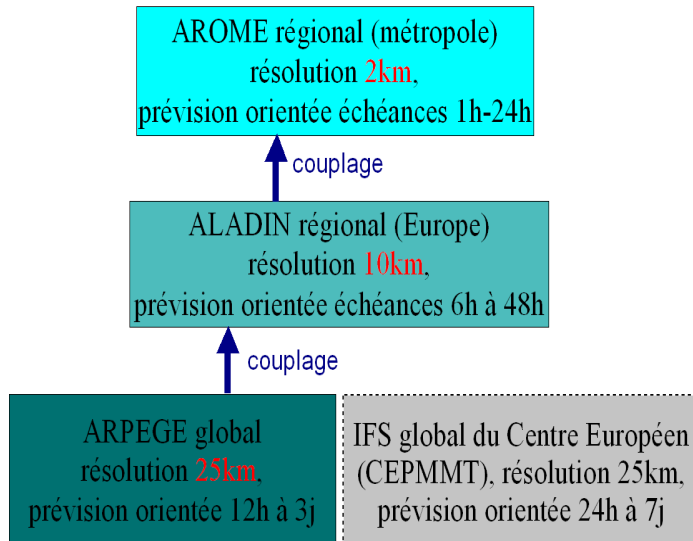 AROME régional (métropole)
résolution 2km,
prévision orientée échéances 1h-24h
couplage
ALADIN régional (Europe)
résolution 10km,
prévision orientée échéances 6h à 48h
couplage
ARPEGE global
résolution 25km,
prévision orientée 12h à 3j
IFS global du Centre Européen
(CEPMMT), résolution 25km,
prévision orientée 24h à 7j